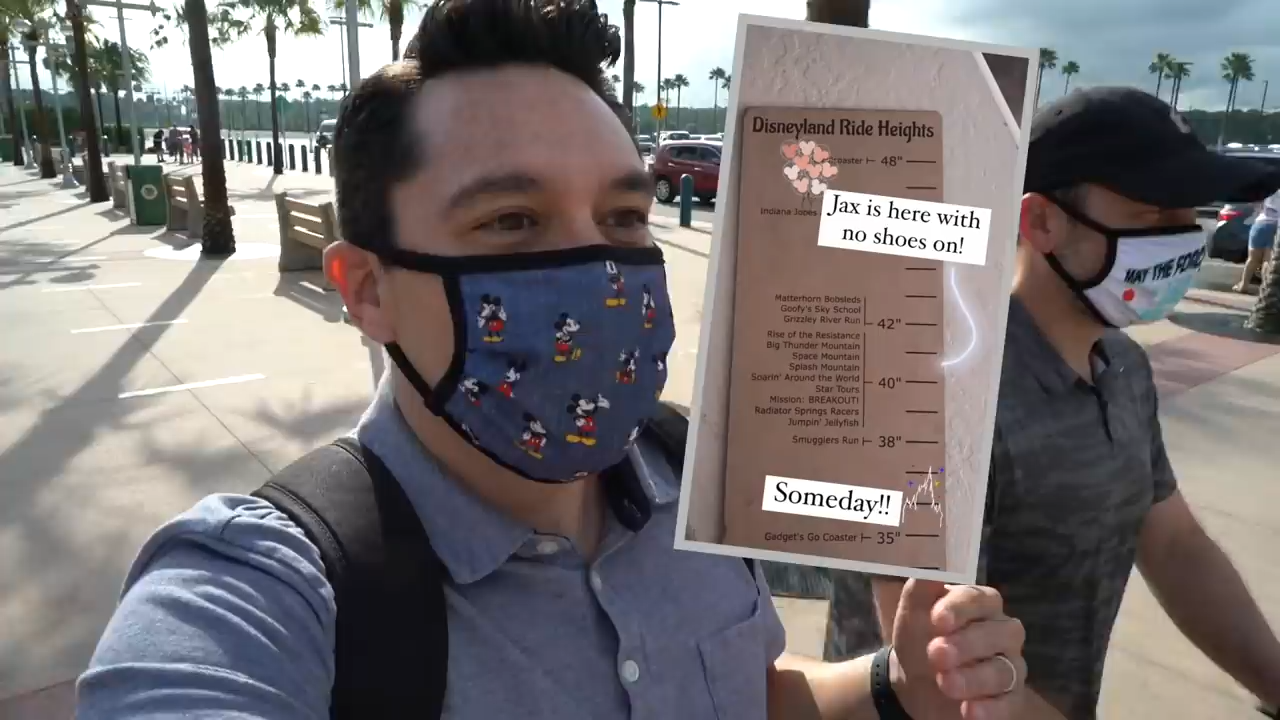 Disneyland Ride Heights
coaster 48"
Indiana Jones
Jax is here with
no shoes on!
Matterhorn Bobsleds
Goofy's Sky School
Grizzley River Run
42"
Rise of the Resistance
Big Thunder Mountain
Space Mountain
Splash Mountain
Soarin' Around the World
Star Tours
40"
Mission: BREAKOUT!
Radiator Springs Racers
Jumpin' Jellyfish
Smugglers Run 38"
Someday!!
Gadget's Go Coaster 35"
MAY THE FORC